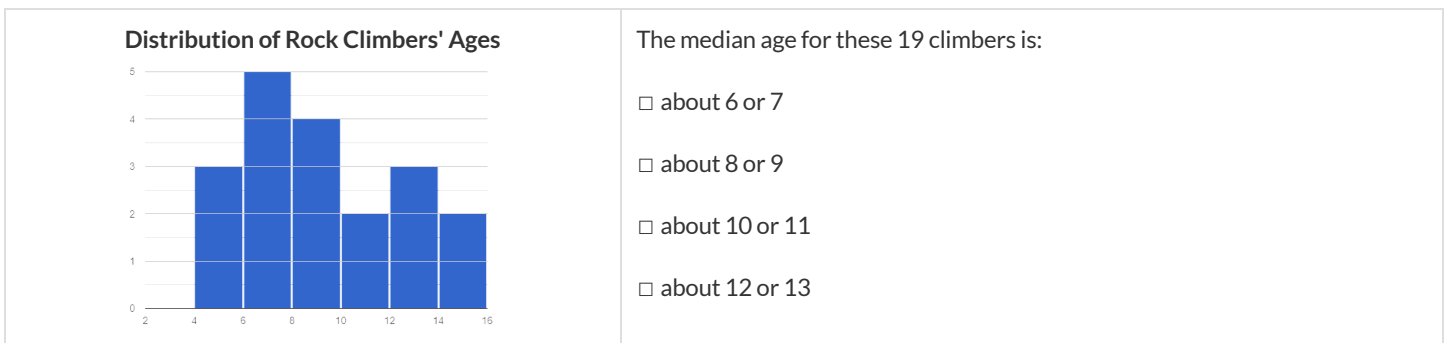 Distribution of Rock Climbers' Ages
5
4
3
2
1
0
2 4 6 8 10 12 14 16
The median age for these 19 climbers is:
□ about 6 or 7
□ about 8 or 9
□ about 10 or 11
□ about 12 or 13